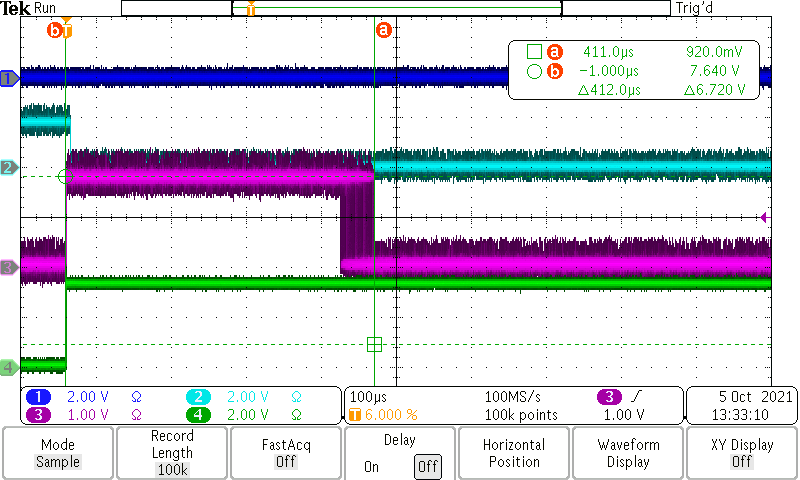 Tek Run Trig'd
b T a
a 411.0µs 920.0mV
b −1.000µs 7.640 V
Δ412.0µs Δ6.720 V
1
2
3
4
1 2.00 V Ω 2 2.00 V Ω 100µs 100MS/s 3 ∫ 5 Oct 2021
3 1.00 V Ω 4 2.00 V Ω T 6.000 % 100k points 1.00 V 13:33:10
Mode
Sample
Record
Length
100k
FastAcq
Off
Delay
On Off
Horizontal
Position
Waveform
Display
XY Display
Off